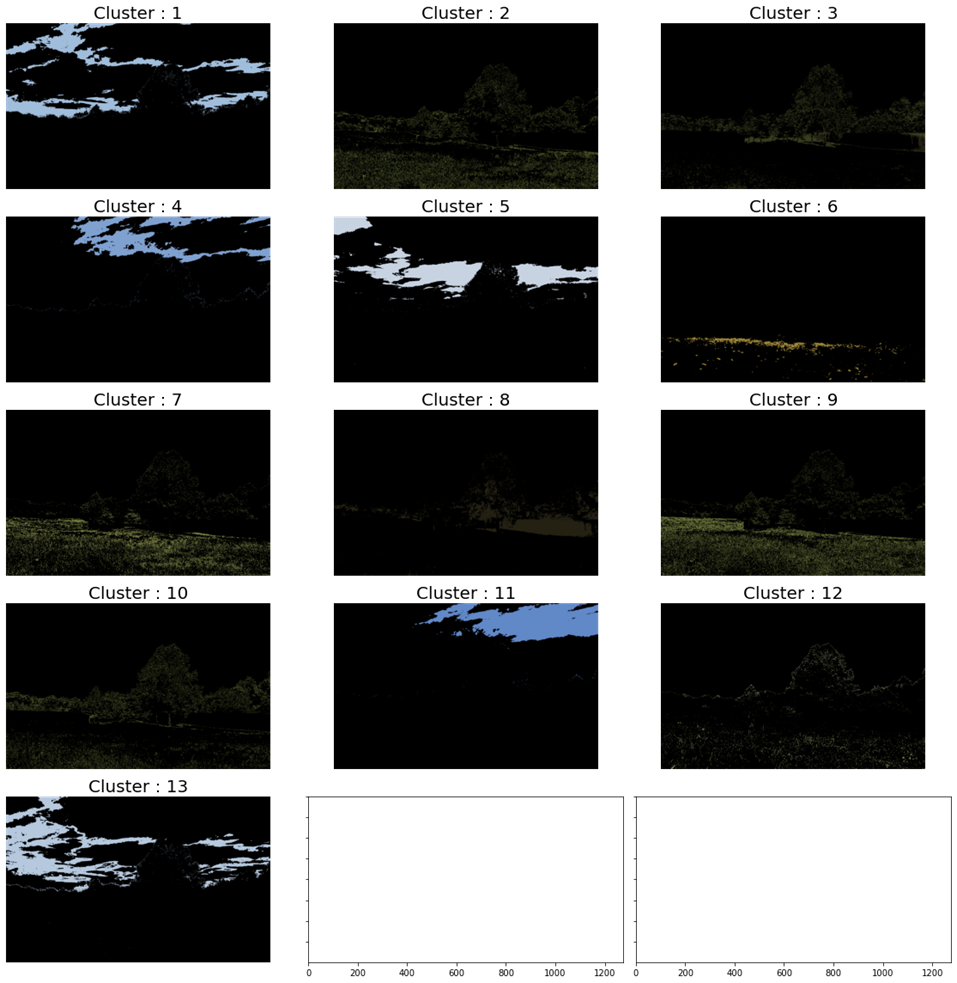 Cluster : 1
Cluster : 2
Cluster : 3
Cluster : 4
Cluster : 5
Cluster : 6
Cluster : 7
Cluster : 8
Cluster : 9
Cluster : 10
Cluster : 11
Cluster : 12
Cluster : 13
0 200 400 600 800 1000 1200
0 200 400 600 800 1000 1200